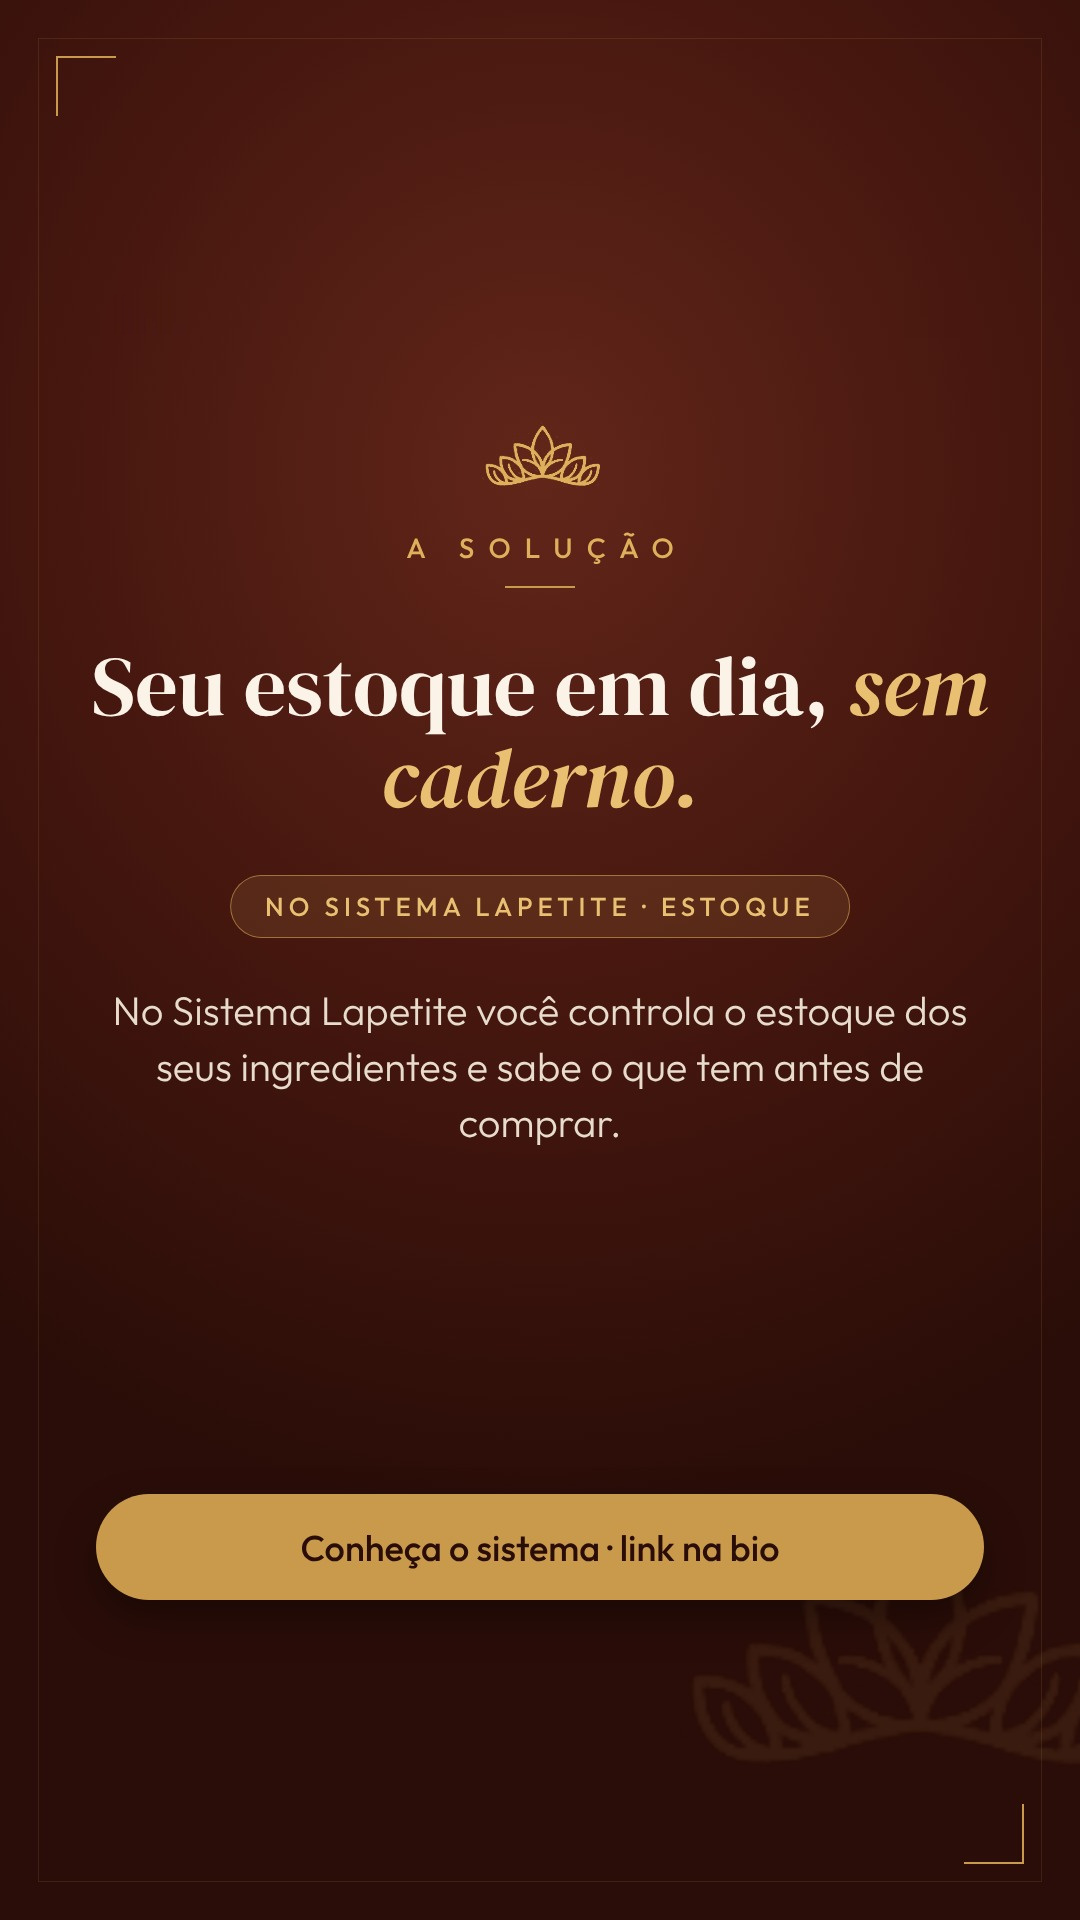 A SOLUÇÃO
Seu estoque em dia, sem
caderno.
NO SISTEMA LAPETITE · ESTOQUE
No Sistema Lapetite você controla o estoque dos
seus ingredientes e sabe o que tem antes de
comprar.
Conheça o sistema · link na bio